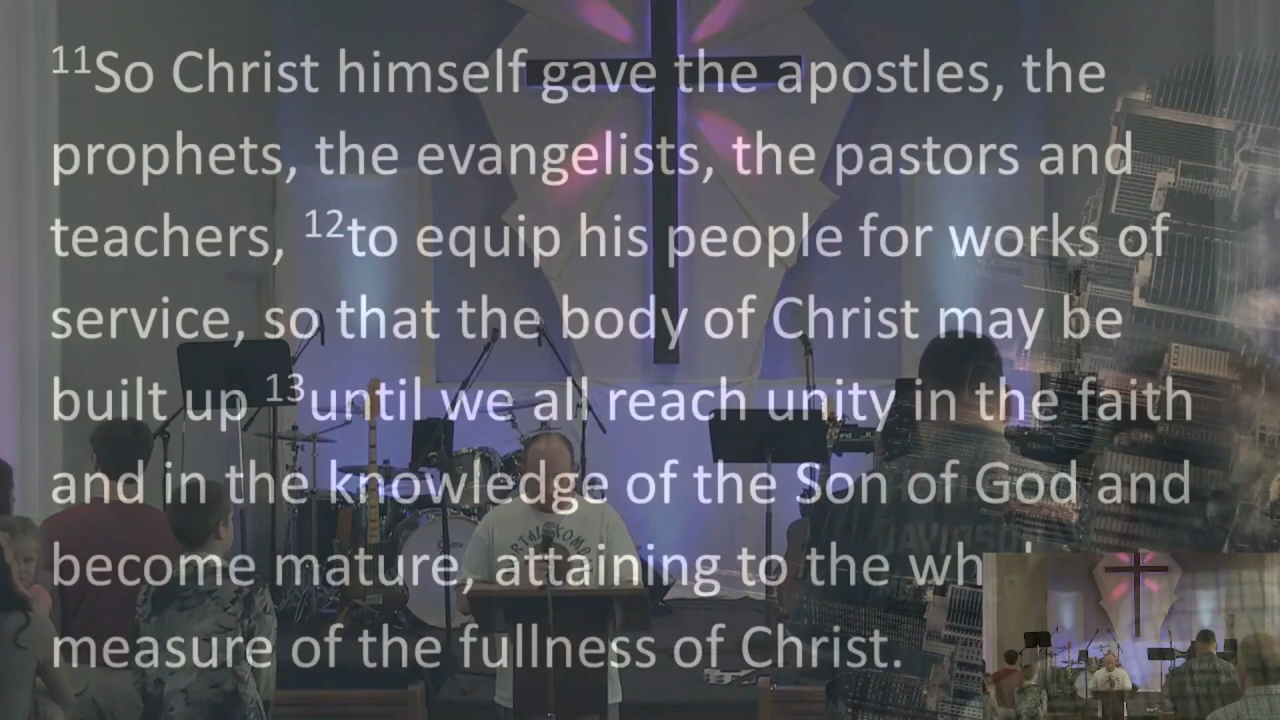 ¹¹So Christ himself gave the apostles, the
prophets, the evangelists, the pastors and
teachers, ¹²to equip his people for works of
service, so that the body of Christ may be
built up ¹³until we all reach unity in the faith
and in the knowledge of the Son of God and
become mature, attaining to the
measure of the fullness of Christ.